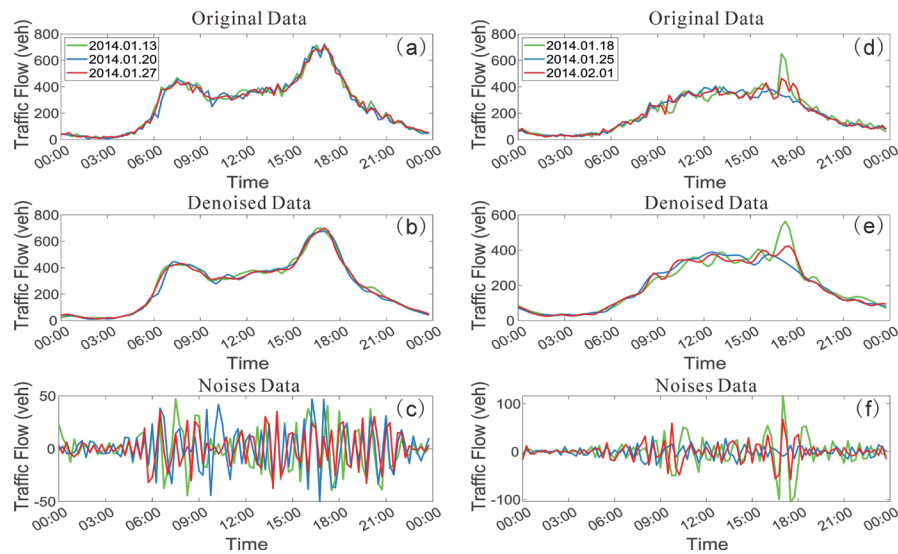 Original Data
Traffic Flow (veh)
800
600
400
200
0
2014.01.13
2014.01.20
2014.01.27
(a)
00:00 03:00 06:00 09:00 12:00 15:00 18:00 21:00 00:00
Time
Original Data
Traffic Flow (veh)
800
600
400
200
0
2014.01.18
2014.01.25
2014.02.01
(d)
00:00 03:00 06:00 09:00 12:00 15:00 18:00 21:00 00:00
Time
Denoised Data
Traffic Flow (veh)
800
600
400
200
0
(b)
00:00 03:00 06:00 09:00 12:00 15:00 18:00 21:00 00:00
Time
Denoised Data
Traffic Flow (veh)
600
400
200
0
(e)
00:00 03:00 06:00 09:00 12:00 15:00 18:00 21:00 00:00
Time
Noises Data
Traffic Flow (veh)
50
0
-50
(c)
00:00 03:00 06:00 09:00 12:00 15:00 18:00 21:00 00:00
Time
Noises Data
Traffic Flow (veh)
100
0
-100
(f)
00:00 03:00 06:00 09:00 12:00 15:00 18:00 21:00 00:00
Time